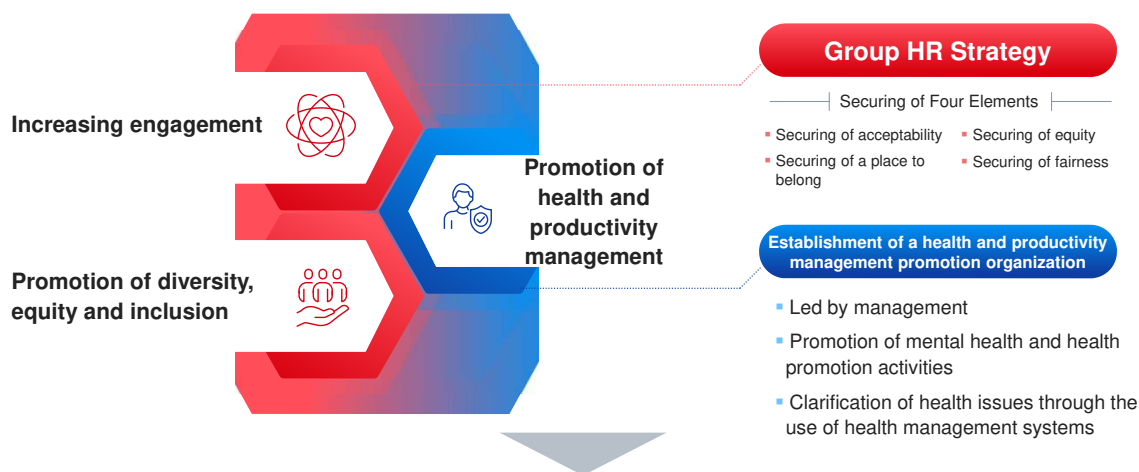 Increasing engagement
Promotion of diversity,
equity and inclusion
Promotion of
health and
productivity
management
Group HR Strategy
Securing of Four Elements
▪ Securing of acceptability
▪ Securing of a place to
belong
▪ Securing of equity
▪ Securing of fairness
Establishment of a health and productivity
management promotion organization
▪ Led by management
▪ Promotion of mental health and health
promotion activities
▪ Clarification of health issues through the
use of health management systems